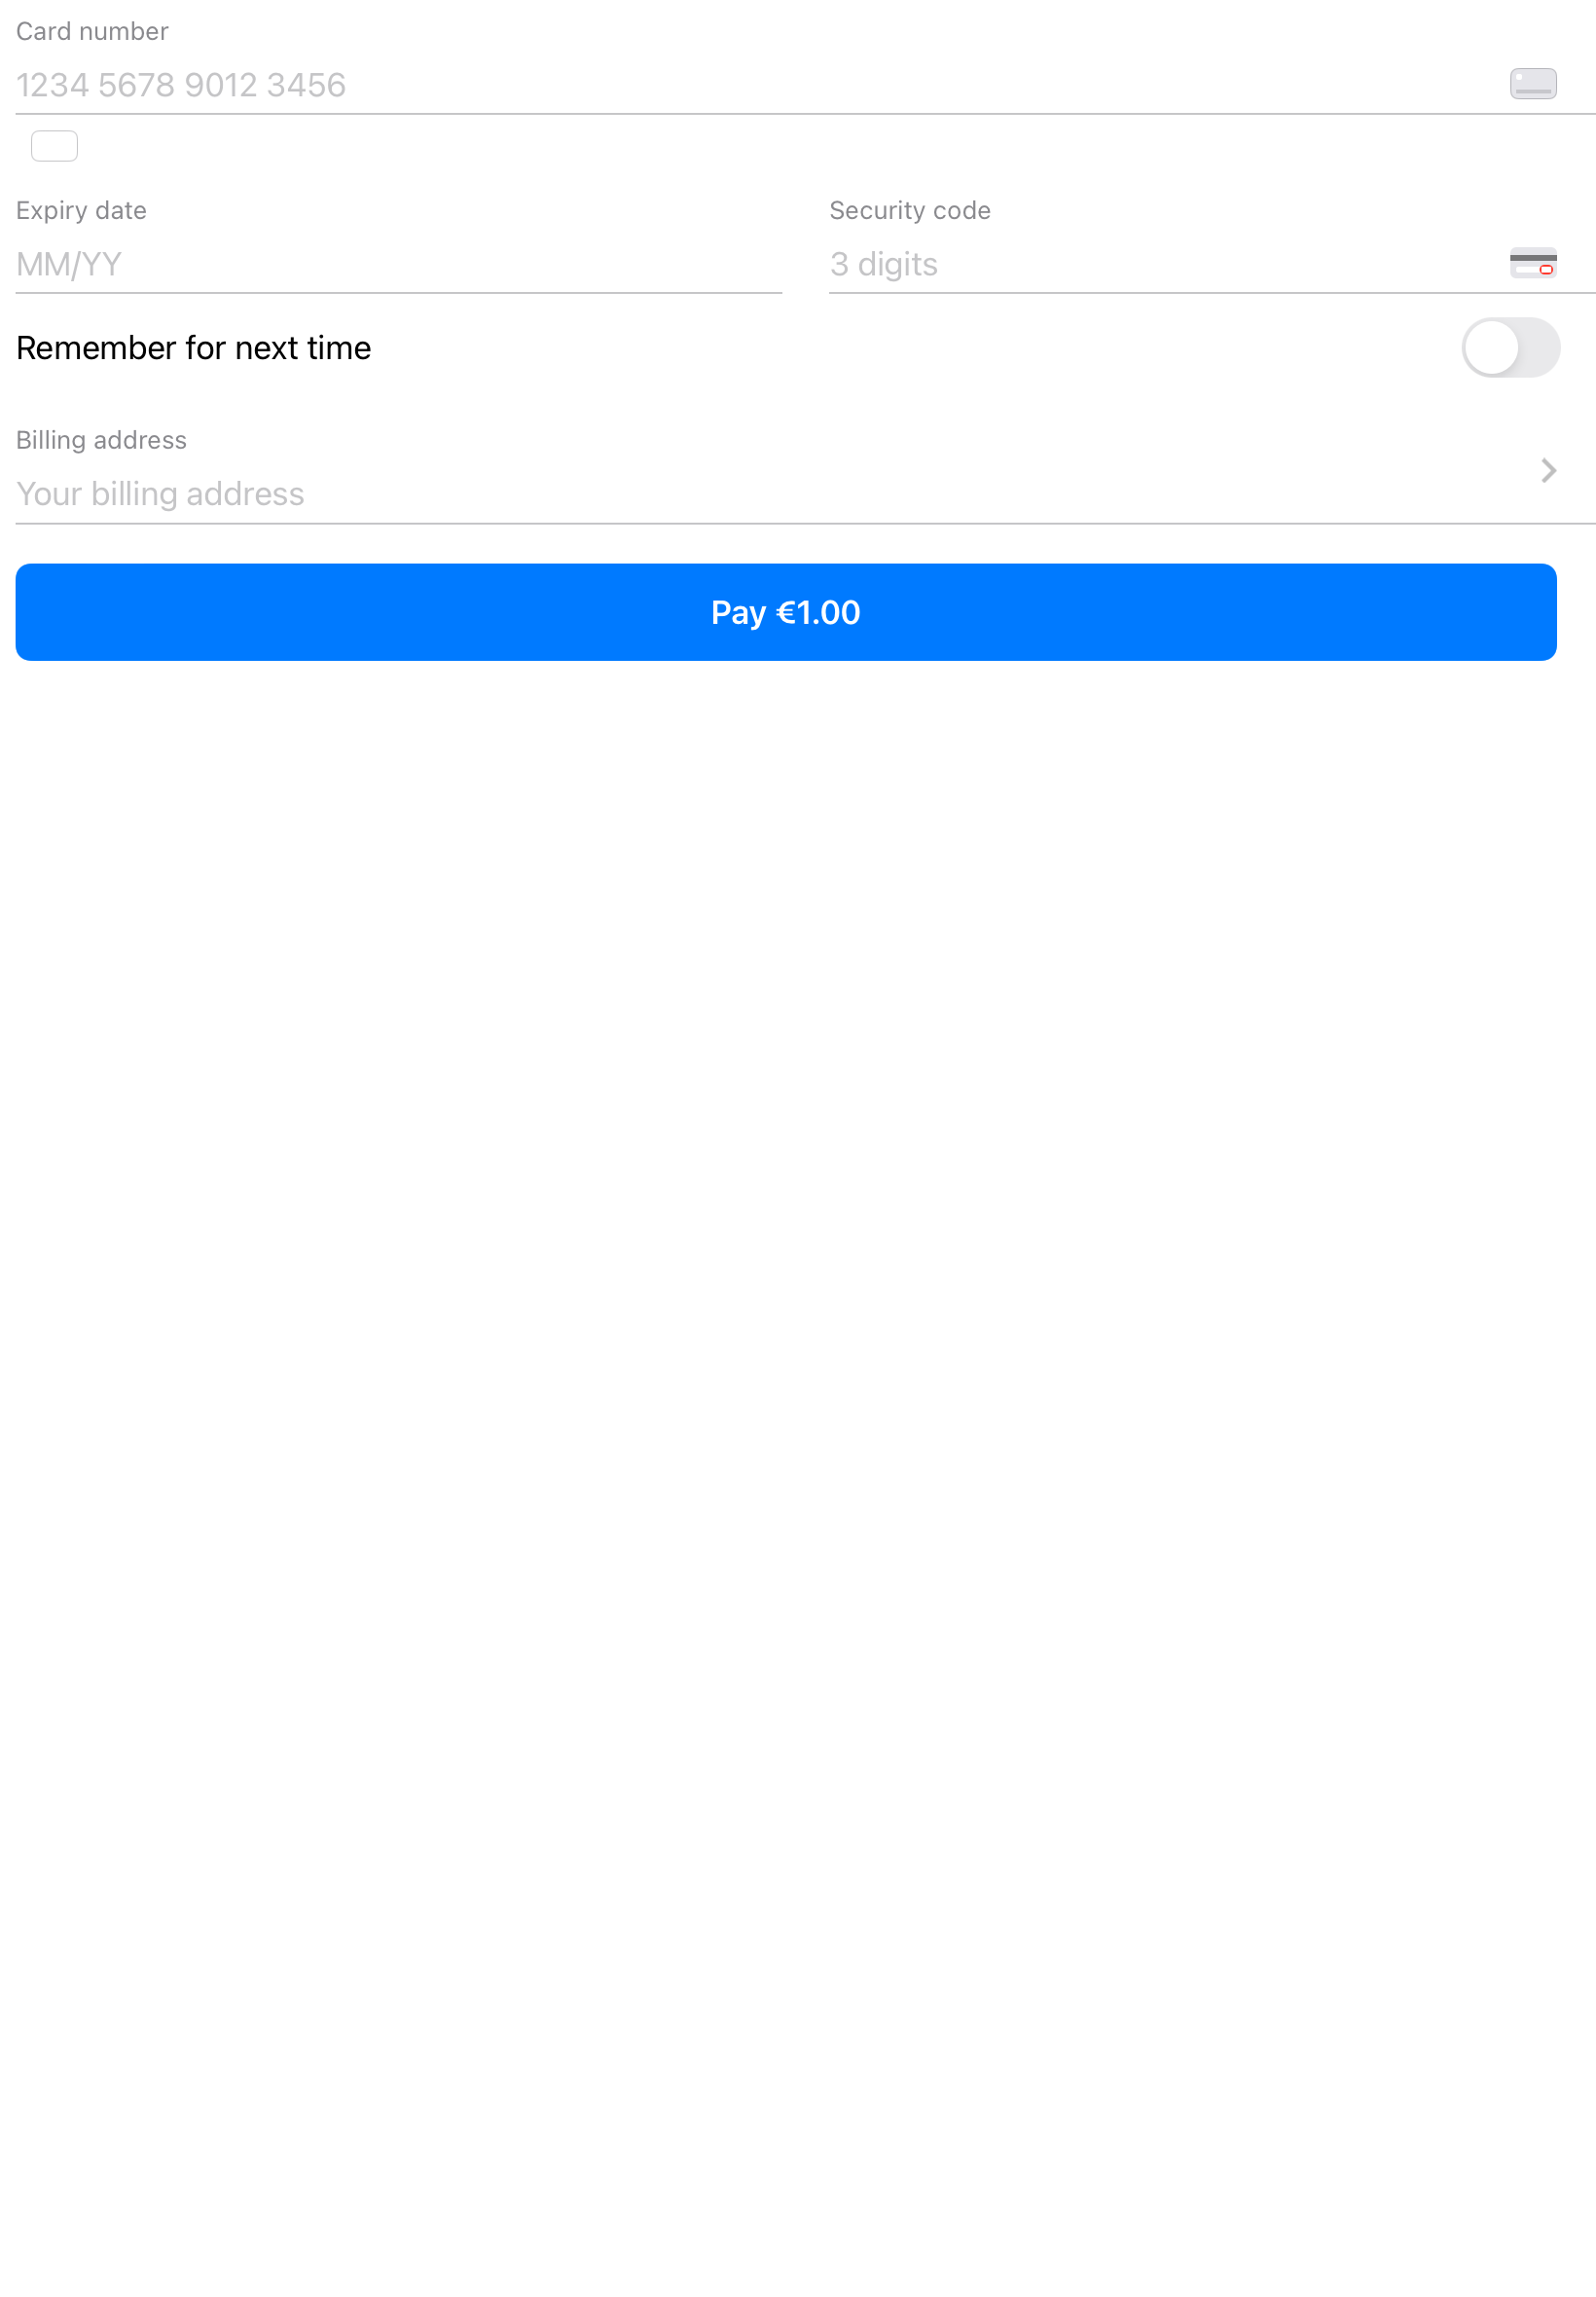 Card number
1234 5678 9012 3456
Expiry date
MM/YY
Security code
3 digits
Remember for next time
Billing address
Your billing address
Pay €1.00